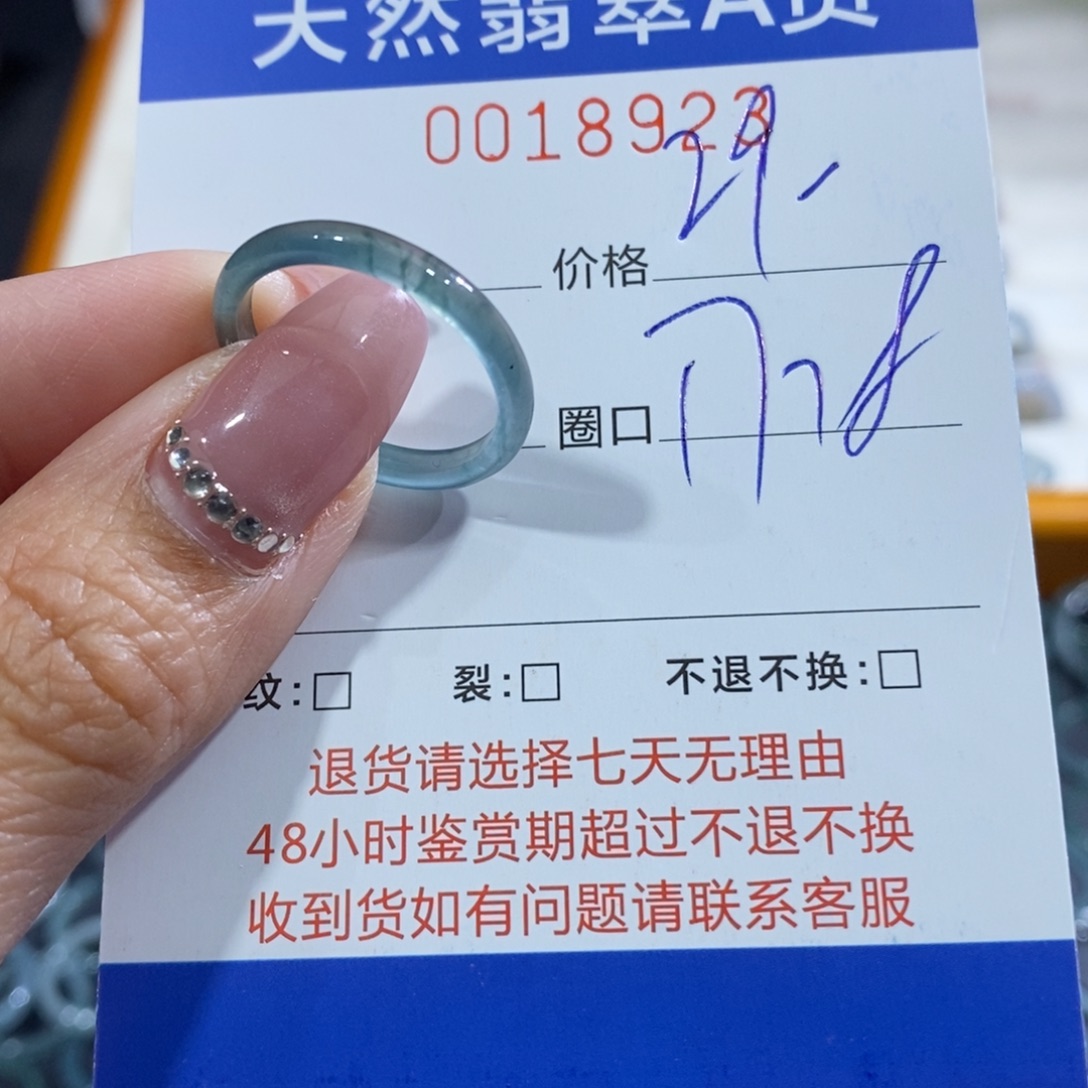 天然翡翠A货
0018923
价格 29.
圈口
纹:□ 裂:□ 不退不换:□
退货请选择七天无理由
48小时鉴赏期超过不退不换
收到货如有问题请联系客服